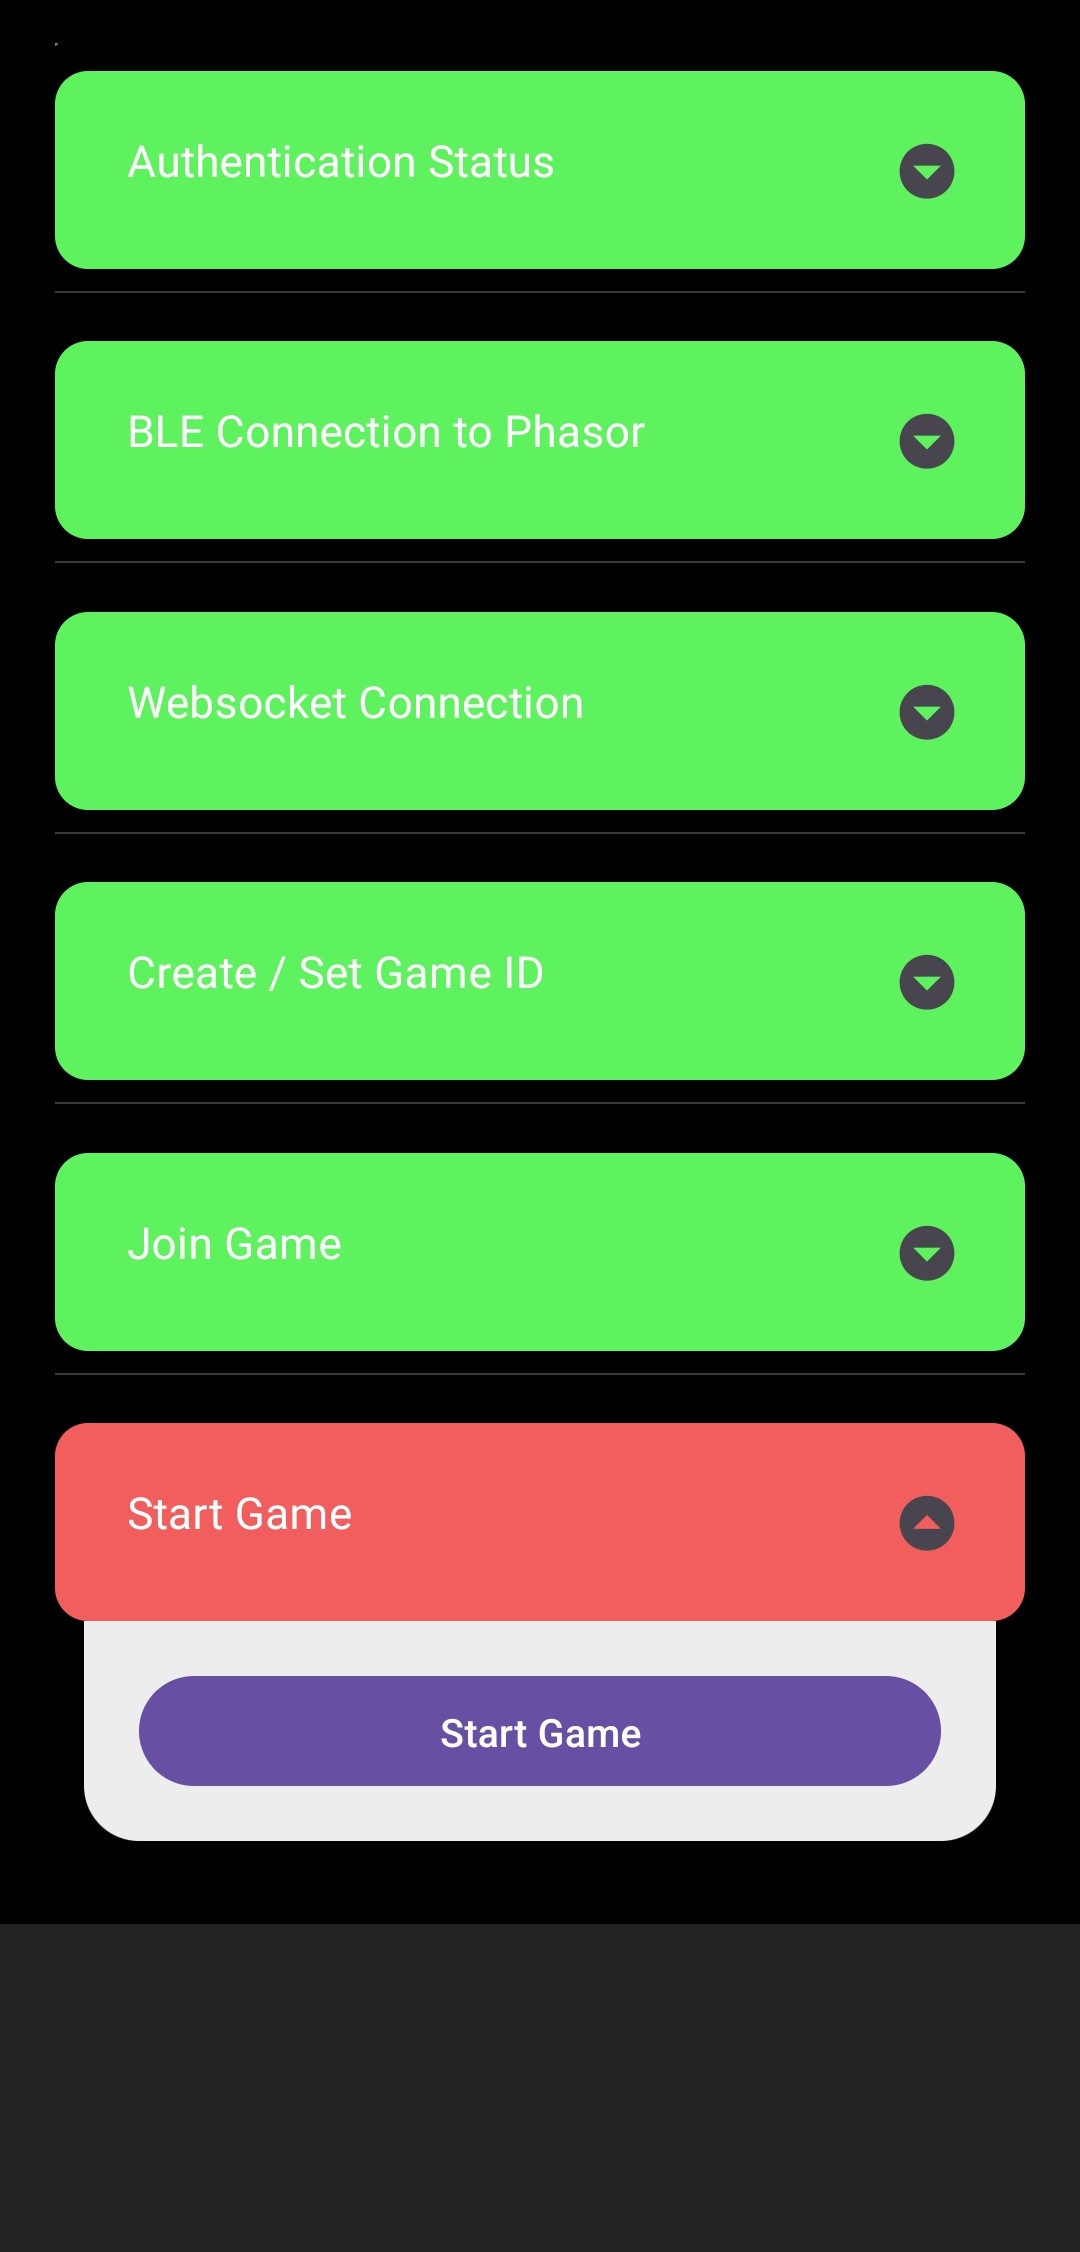 Authentication Status
BLE Connection to Phasor
Websocket Connection
Create / Set Game ID
Join Game
Start Game
Start Game